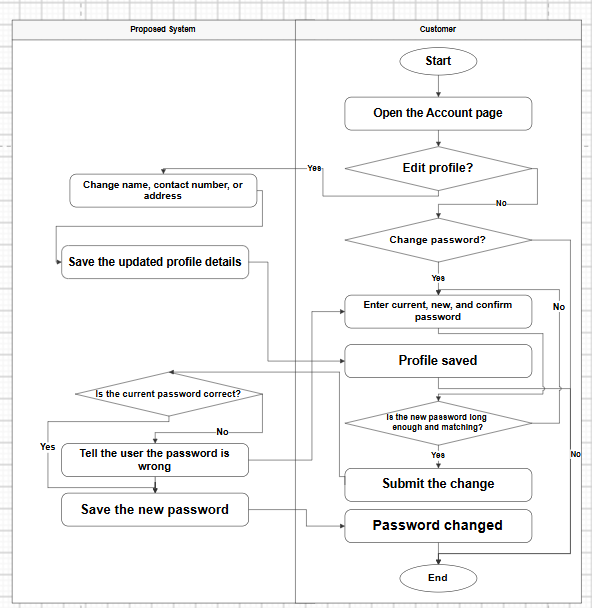 Proposed System
Customer
Start
Open the Account page
Edit profile?
Yes
Change name, contact number, or
address
No
Change password?
Save the updated profile details
Yes
Enter current, new, and confirm
password
No
Profile saved
Is the current password correct?
Is the new password long
enough and matching?
No
Yes
Tell the user the password is
wrong
Yes
No
Submit the change
Save the new password
Password changed
End